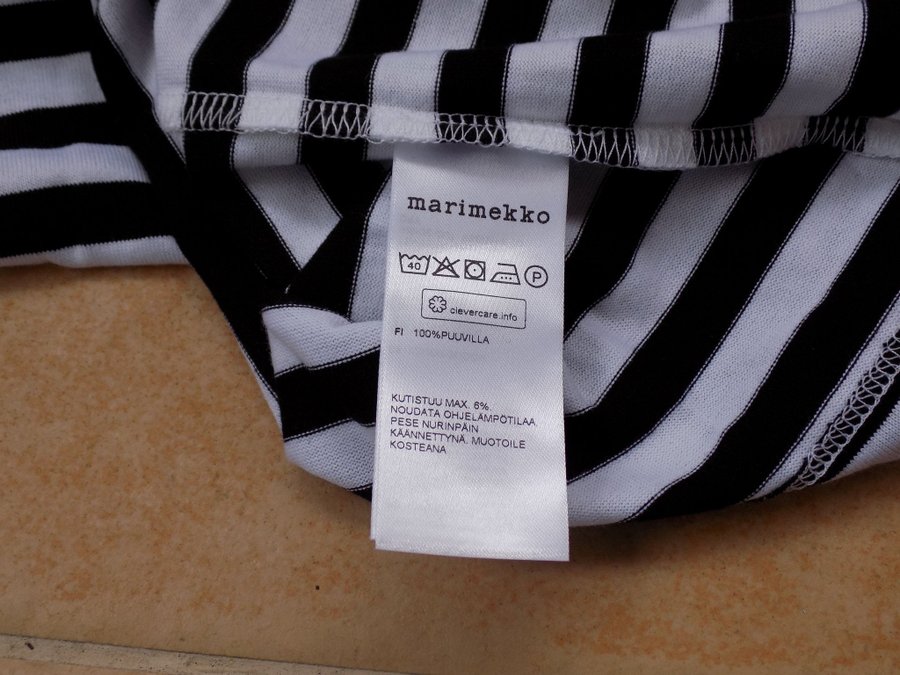 marimekko
40 P
clevercare.info
FI 100%PUUVILLA
KUTISTUU MAX. 6%.
NOUDATA OHJELÄMPÖTILAA
PESE NURINPÄIN
KÄÄNNETTYNÄ. MUOTOILE
KOSTEANA